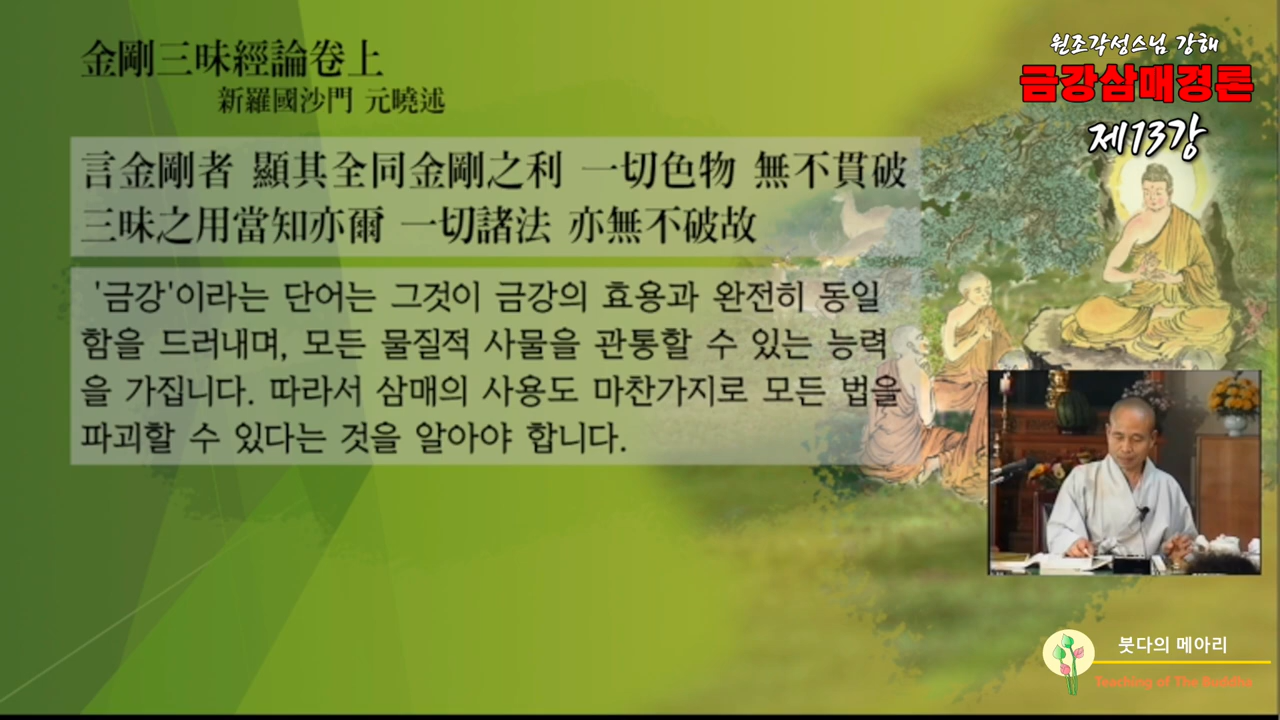 金剛三昧經論卷上
新羅國沙門 元曉述
言金剛者 顯其全同金剛之利 一切色物 無不貫破
三昧之用當知亦爾 一切諸法 亦無不破故
'금강'이라는 단어는 그것이 금강의 효용과 완전히 동일
함을 드러내며, 모든 물질적 사물을 관통할 수 있는 능력
을 가집니다. 따라서 삼매의 사용도 마찬가지로 모든 법을
파괴할 수 있다는 것을 알아야 합니다.
원조각성스님 강해
금강삼매경론
제13강
붓다의 메아리
Teaching of The Buddha